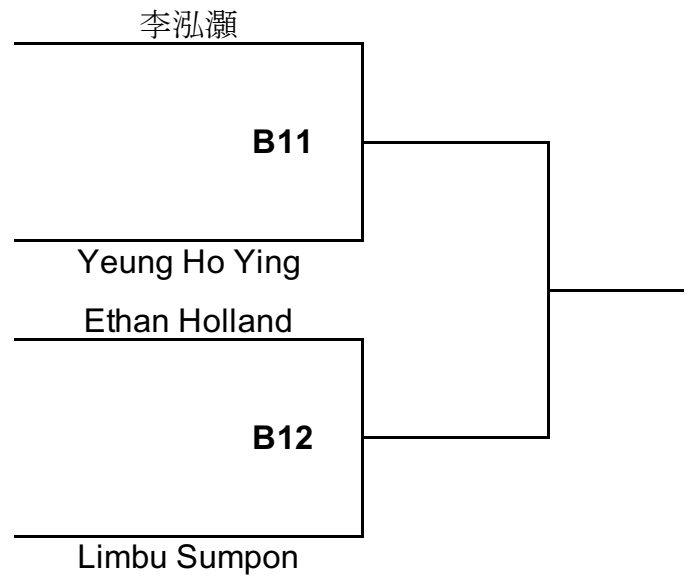 李泓灝
B11
Yeung Ho Ying
Ethan Holland
B12
Limbu Sumpon